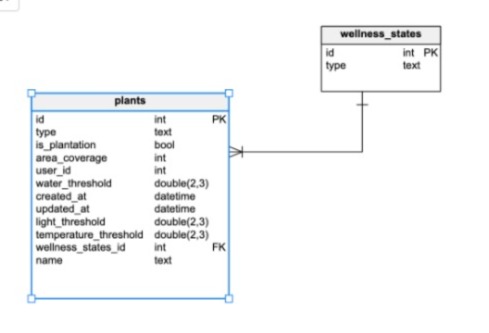 wellness_states
id int PK
type text
plants
id int PK
type text
is_plantation bool
area_coverage int
user_id int
water_threshold double(2,3)
created_at datetime
updated_at datetime
light_threshold double(2,3)
temperature_threshold double(2,3)
wellness_states_id int FK
name text